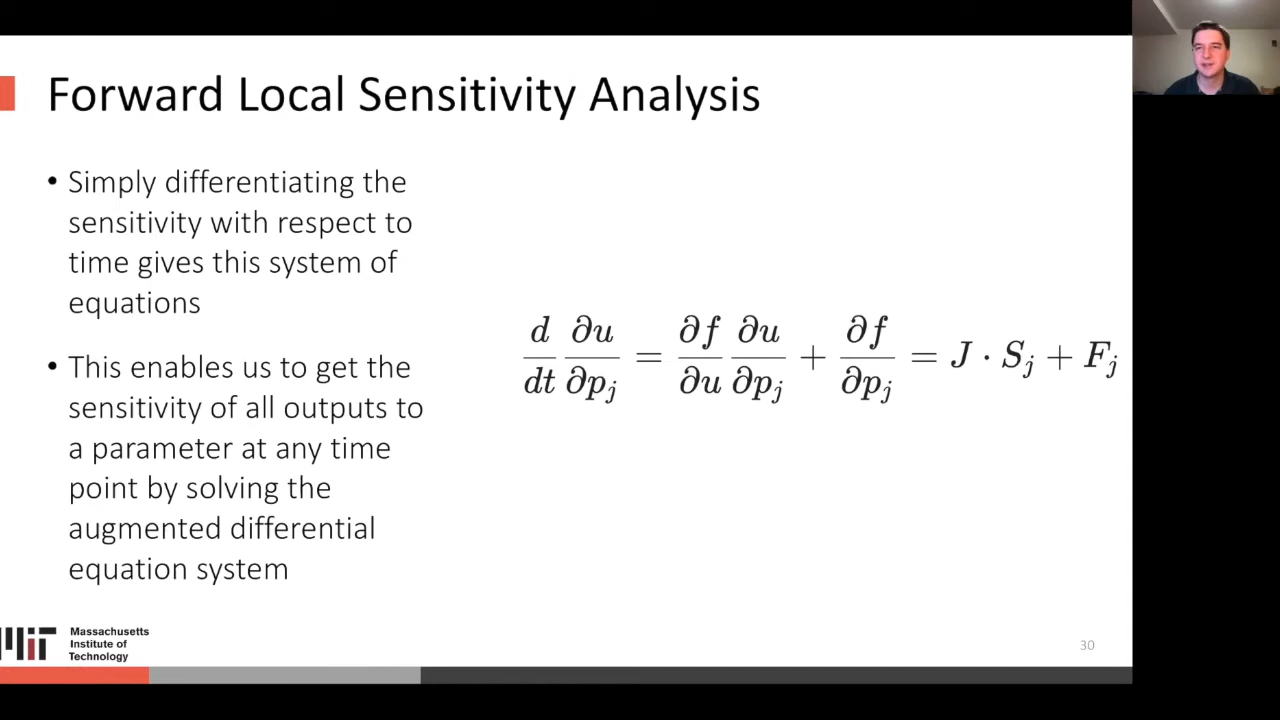 Forward Local Sensitivity Analysis
• Simply differentiating the
sensitivity with respect to
time gives this system of
equations
• This enables us to get the
sensitivity of all outputs to
a parameter at any time
point by solving the
augmented differential
equation system
d/dt ∂u/∂p_j = ∂f/∂u ∂u/∂p_j + ∂f/∂p_j = J · S_j + F_j
MIT
Massachusetts
Institute of
Technology
30